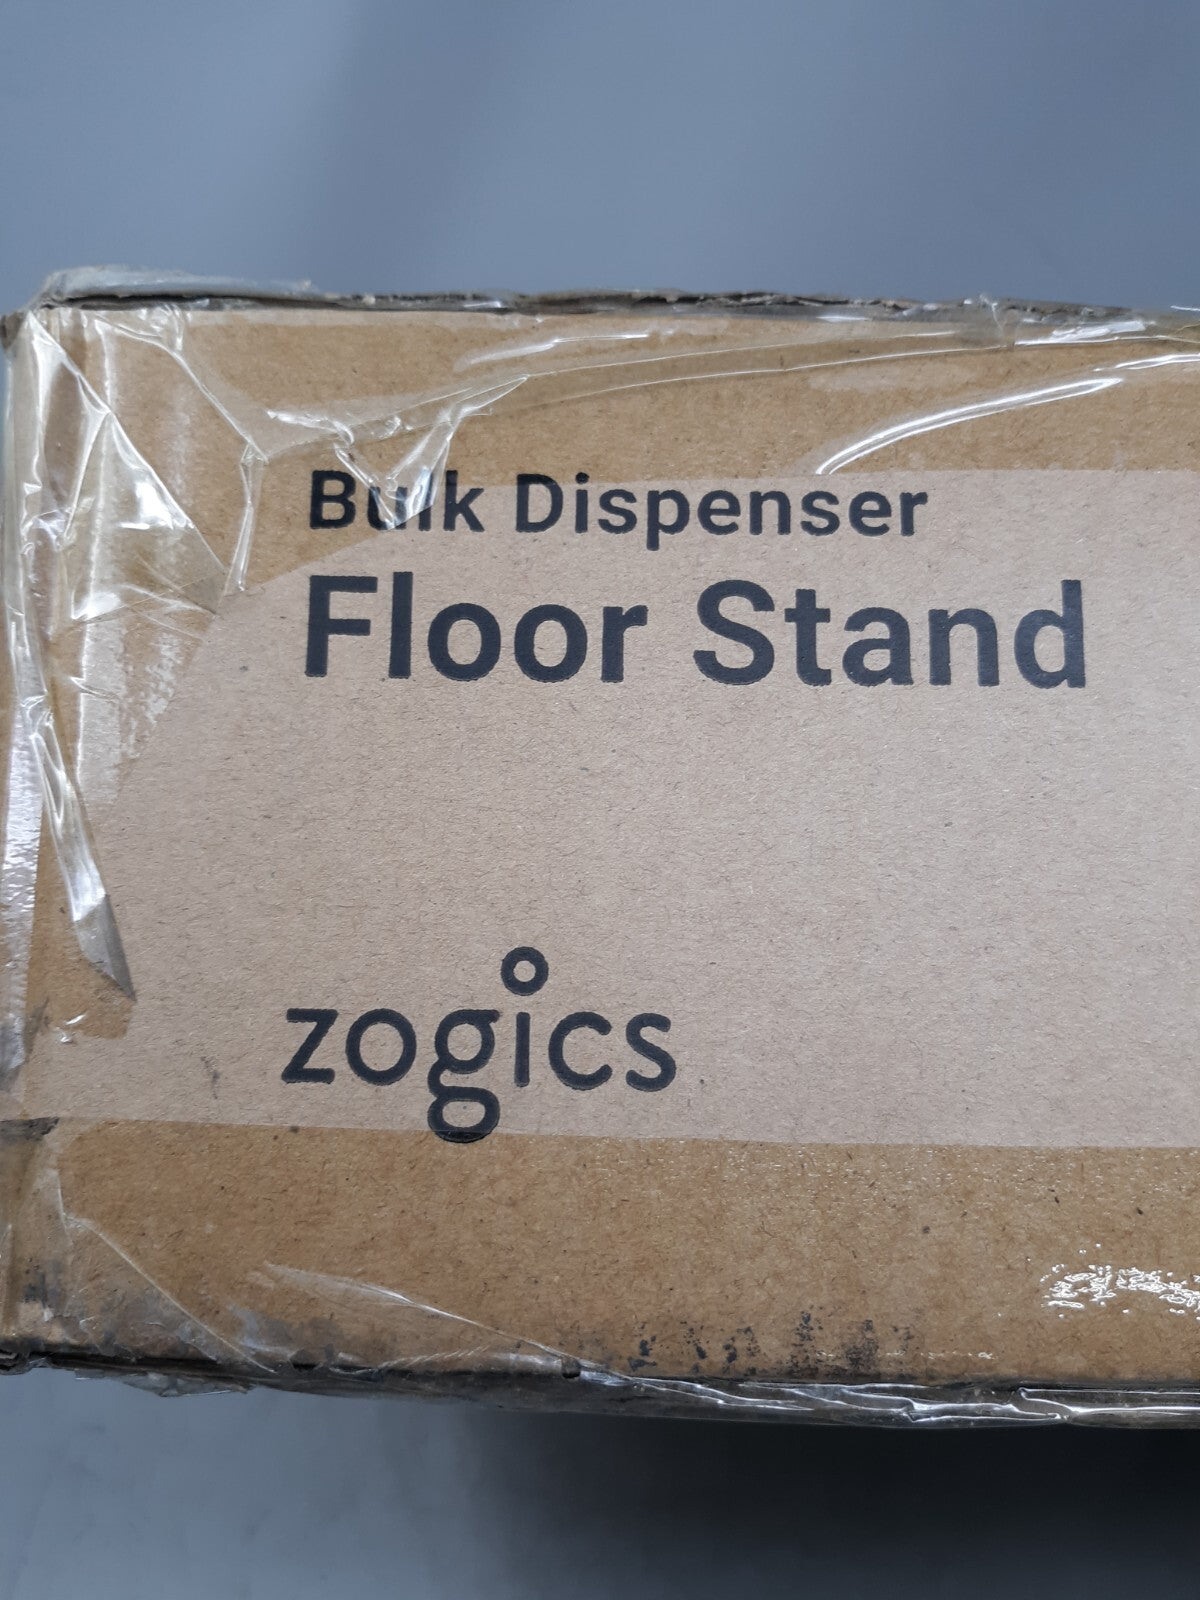 Bulk Dispenser
Floor Stand
zogics